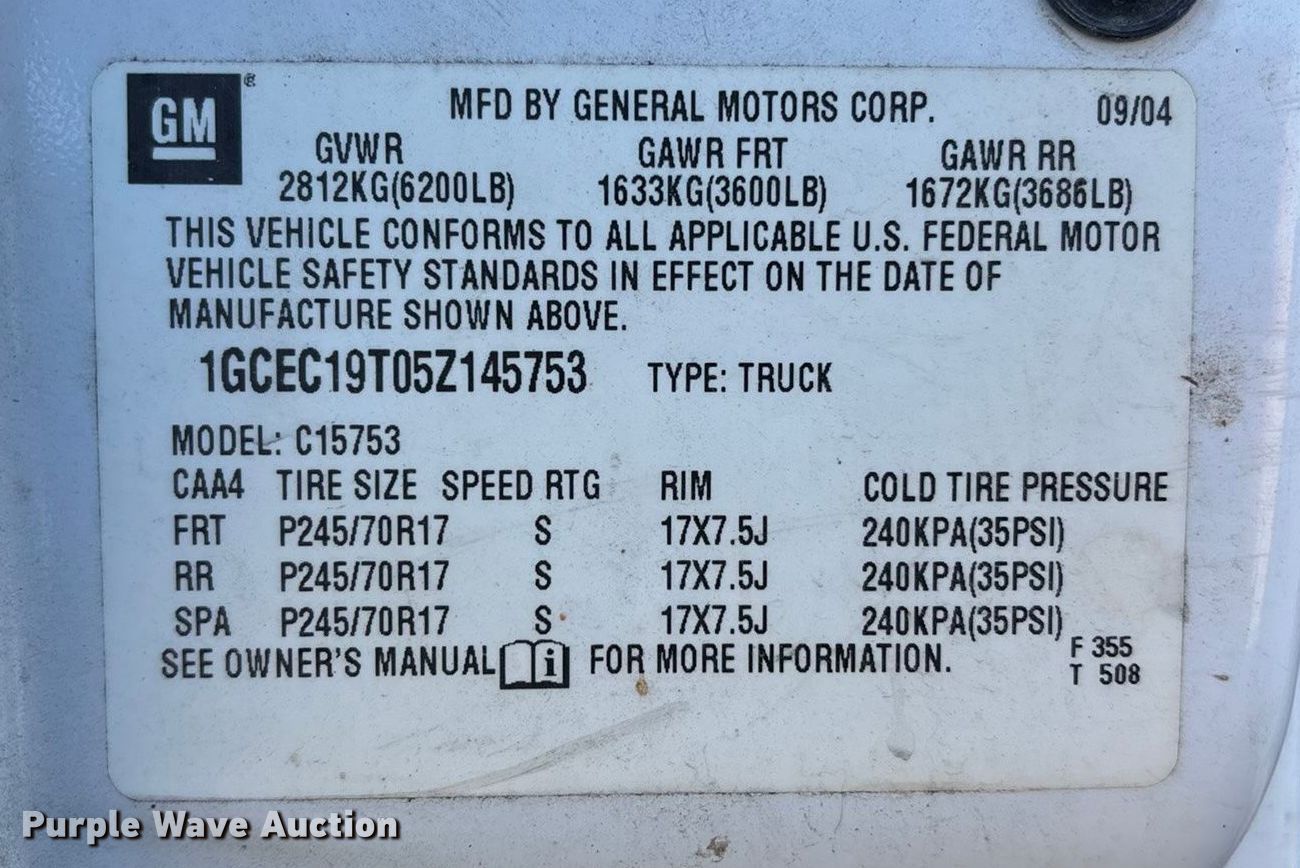 GM®
MFD BY GENERAL MOTORS CORP. 09/04
GVWR GAWR FRT GAWR RR
2812KG(6200LB) 1633KG(3600LB) 1672KG(3686LB)
THIS VEHICLE CONFORMS TO ALL APPLICABLE U.S. FEDERAL MOTOR
VEHICLE SAFETY STANDARDS IN EFFECT ON THE DATE OF
MANUFACTURE SHOWN ABOVE.
1GCEC19T05Z145753 TYPE: TRUCK
MODEL: C15753
CAA4 TIRE SIZE SPEED RTG RIM COLD TIRE PRESSURE
FRT P245/70R17 S 17X7.5J 240KPA(35PSI)
RR P245/70R17 S 17X7.5J 240KPA(35PSI)
SPA P245/70R17 S 17X7.5J 240KPA(35PSI)
SEE OWNER'S MANUAL i FOR MORE INFORMATION.
F 355
T 508
Purple Wave Auction